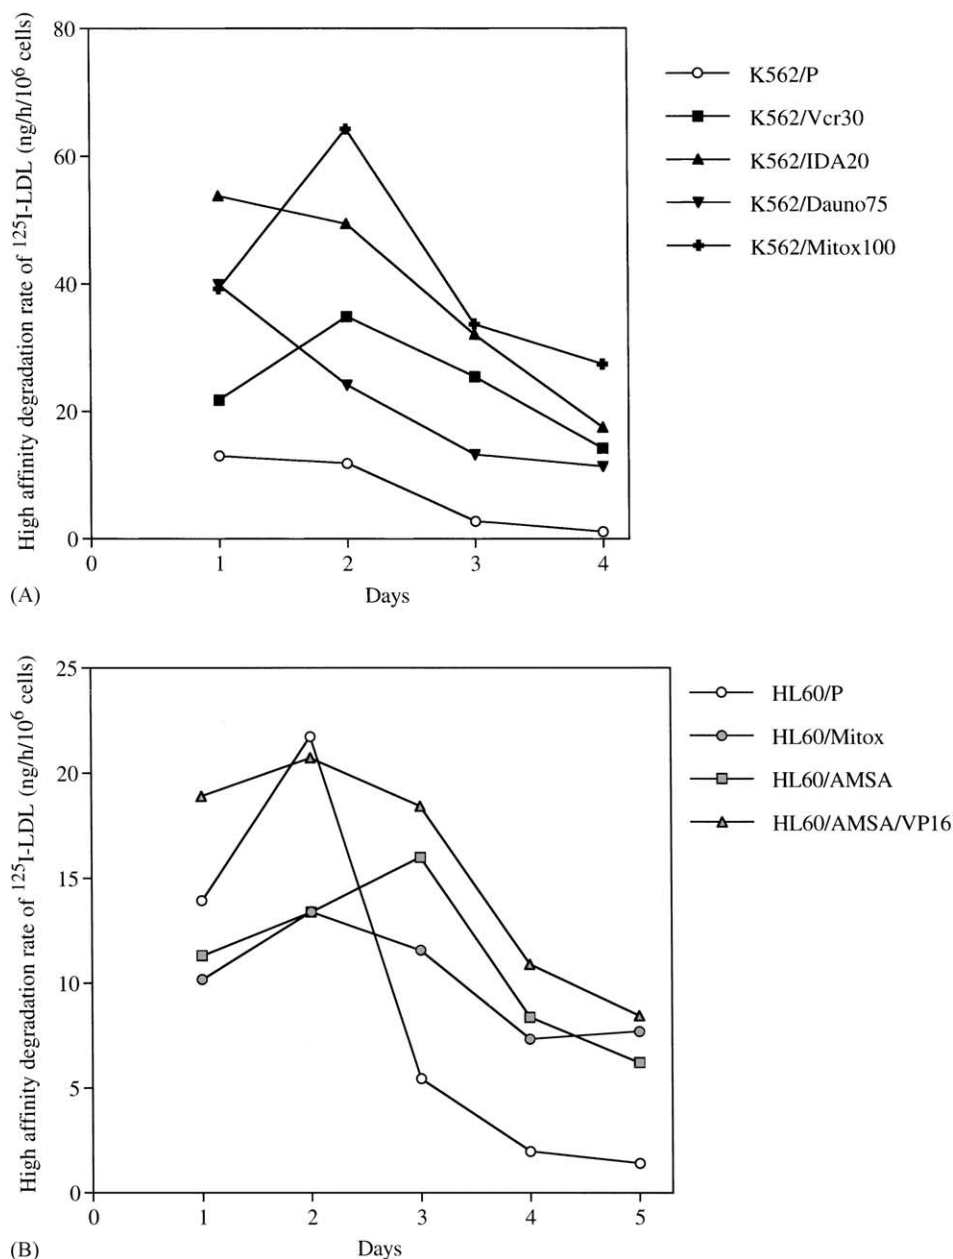 High affinity degradation rate of ¹²⁵I-LDL (ng/h/10⁶ cells)
80
60
40
20
0
0 1 2 3 4
Days
(A)
K562/P
K562/Vcr30
K562/IDA20
K562/Dauno75
K562/Mitox100
High affinity degradation rate of ¹²⁵I-LDL (ng/h/10⁶ cells)
25
20
15
10
5
0
0 1 2 3 4 5
Days
(B)
HL60/P
HL60/Mitox
HL60/AMSA
HL60/AMSA/VP16